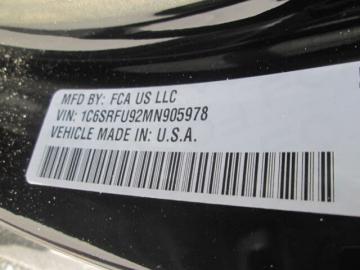 MFD BY: FCA US LLC
VIN: 1C6SRFU92MN905978
VEHICLE MADE IN: U.S.A.